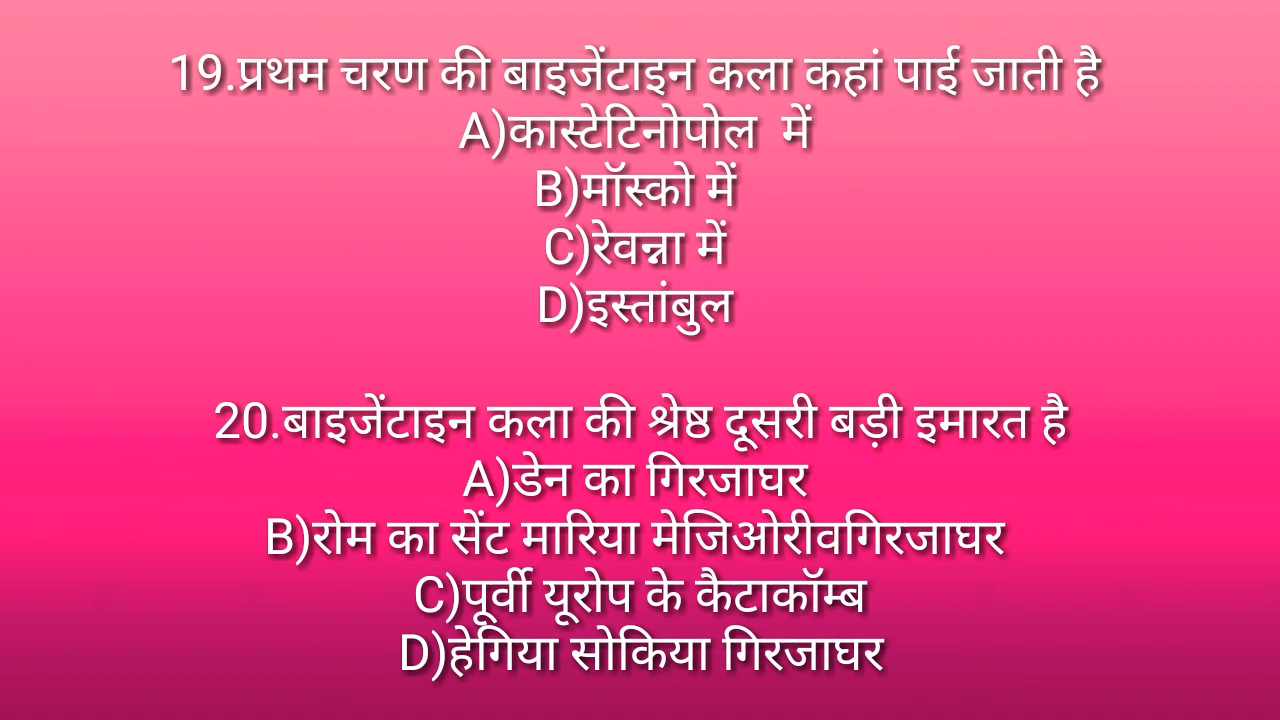 19.प्रथम चरण की बाइजेंटाइन कला कहां पाई जाती है
A)कास्टेटिनोपोल  में
B)मॉस्को में
C)रेवन्ना में
D)इस्तांबुल
20.बाइजेंटाइन कला की श्रेष्ठ दूसरी बड़ी इमारत है
A)डेन का गिरजाघर
B)रोम का सेंट मारिया मेजिओरीवगिरजाघर
C)पूर्वी यूरोप के कैटाकॉम्ब
D)हेगिया सोकिया गिरजाघर